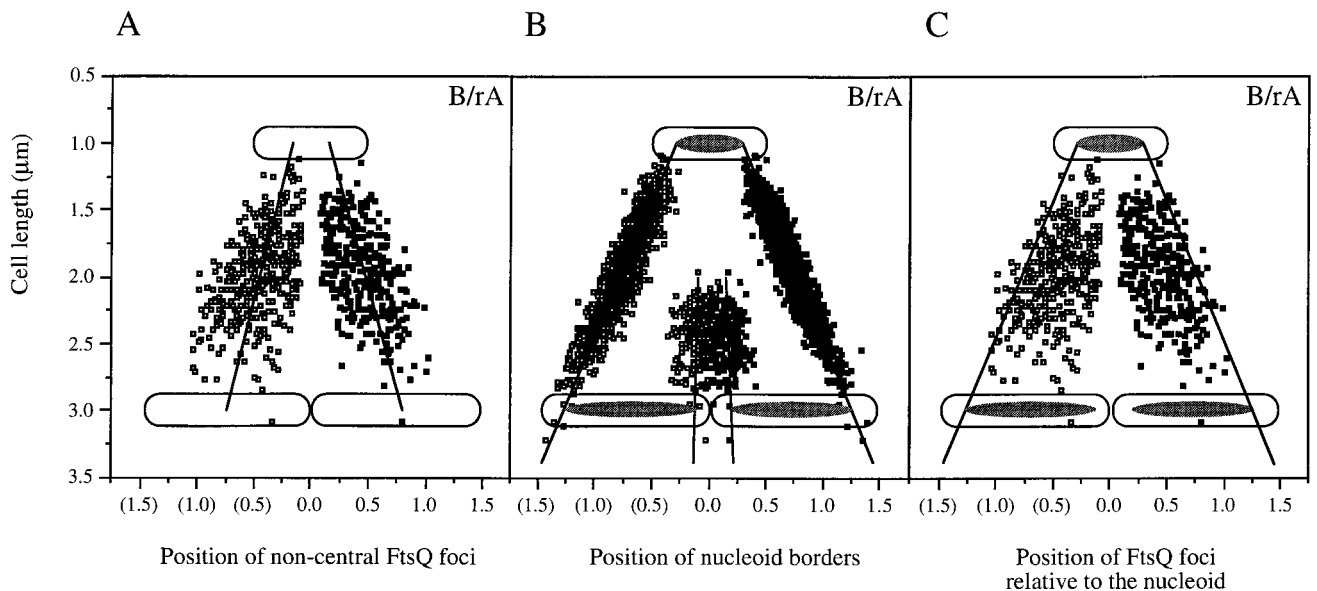 A B C
B/rA B/rA B/rA
Cell length (μm)
0.5
1.0
1.5
2.0
2.5
3.0
3.5
(1.5) (1.0) (0.5) 0.0 0.5 1.0 1.5 (1.5) (1.0) (0.5) 0.0 0.5 1.0 1.5 (1.5) (1.0) (0.5) 0.0 0.5 1.0 1.5
Position of non-central FtsQ foci Position of nucleoid borders Position of FtsQ foci
relative to the nucleoid